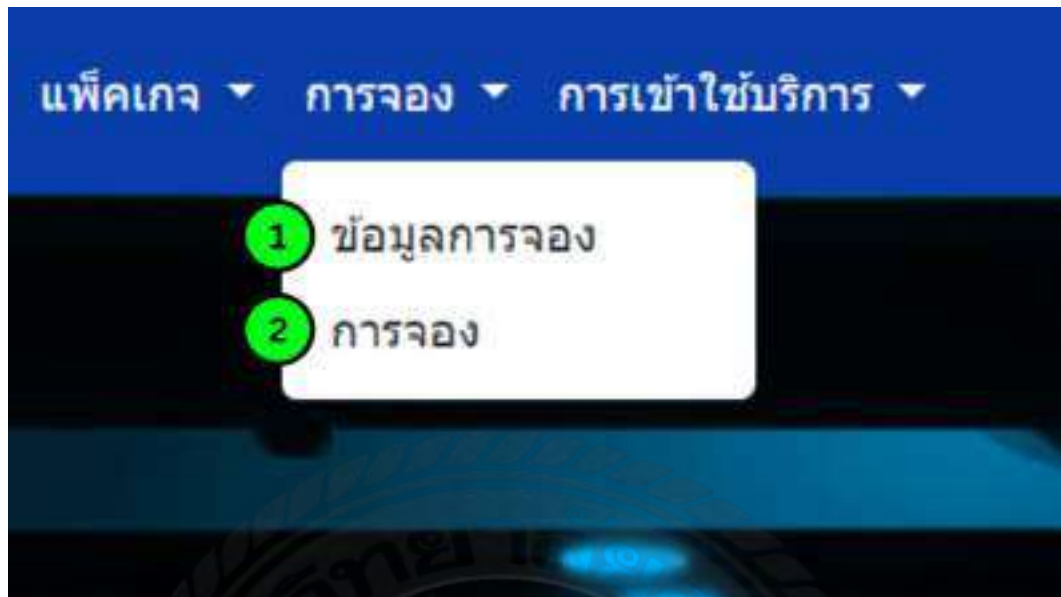 แพ็คเกจ การจอง การเข้าใช้บริการ
1 ข้อมูลการจอง
2 การจอง